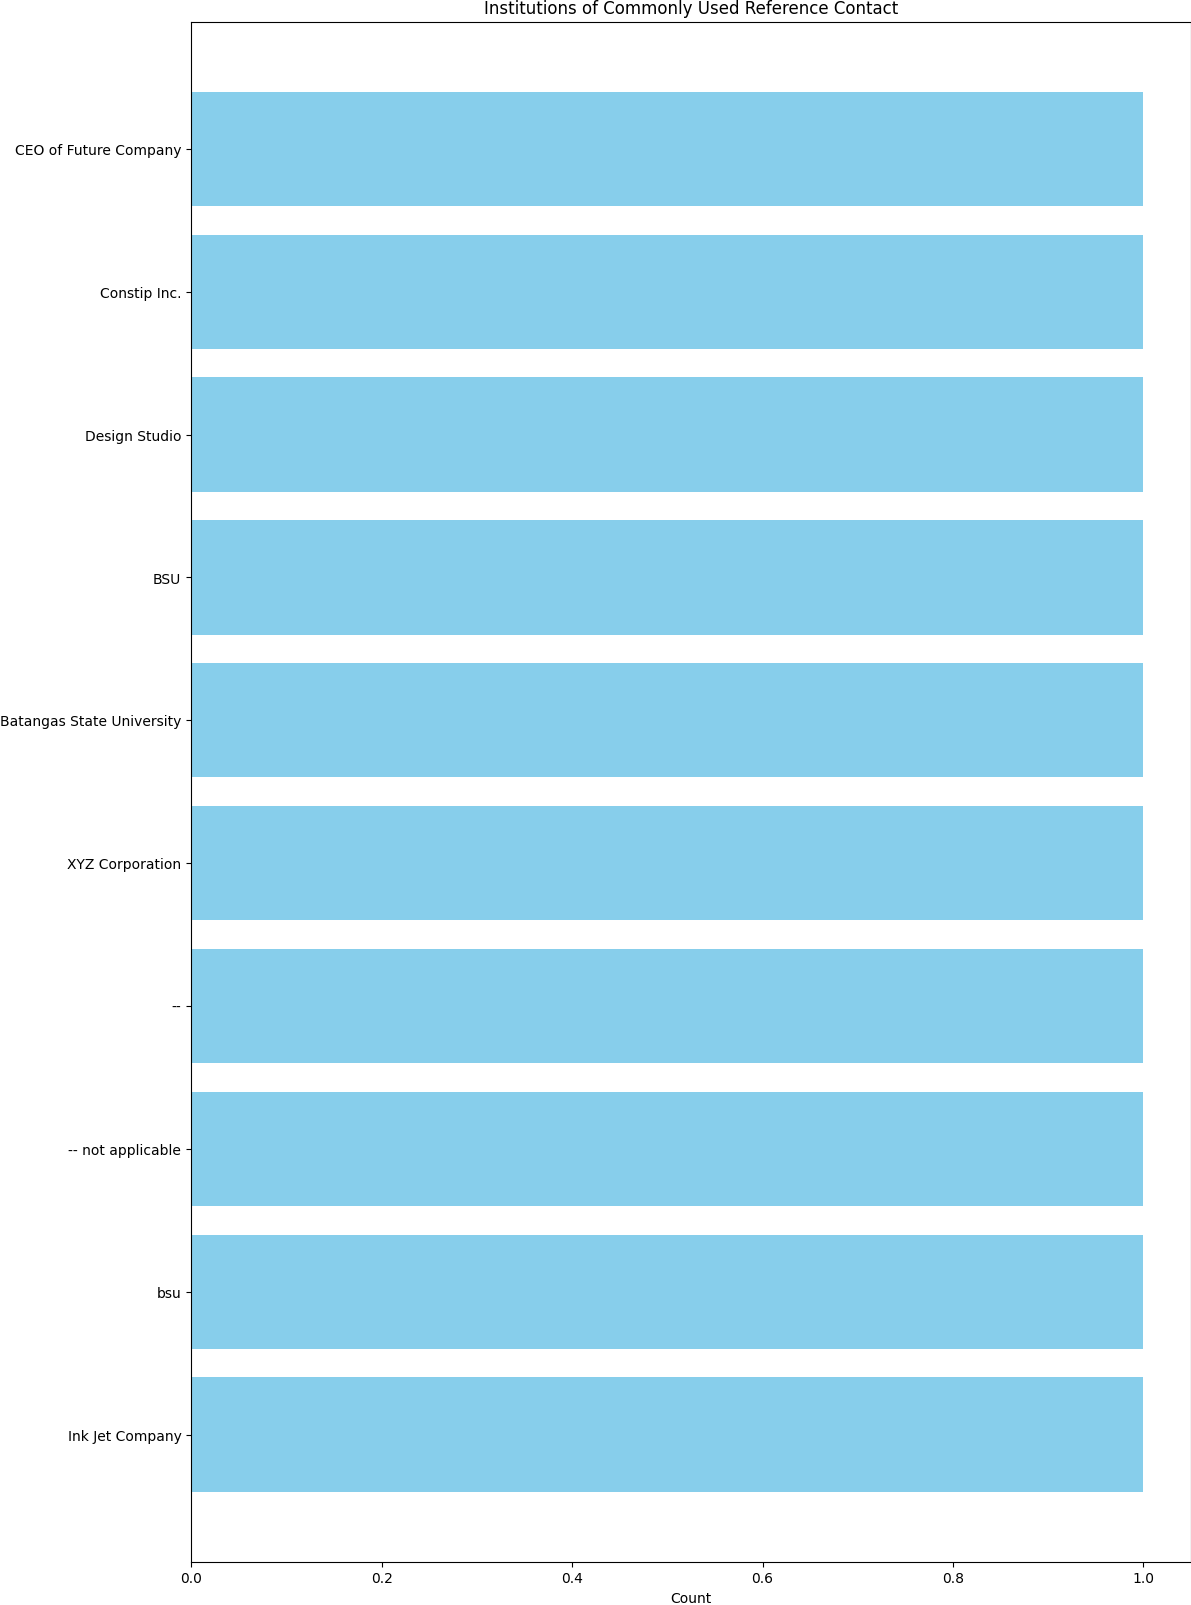 Institutions of Commonly Used Reference Contact
CEO of Future Company
Constip Inc.
Design Studio
BSU
Batangas State University
XYZ Corporation
--
-- not applicable
bsu
Ink Jet Company
0.0 0.2 0.4 0.6 0.8 1.0
Count